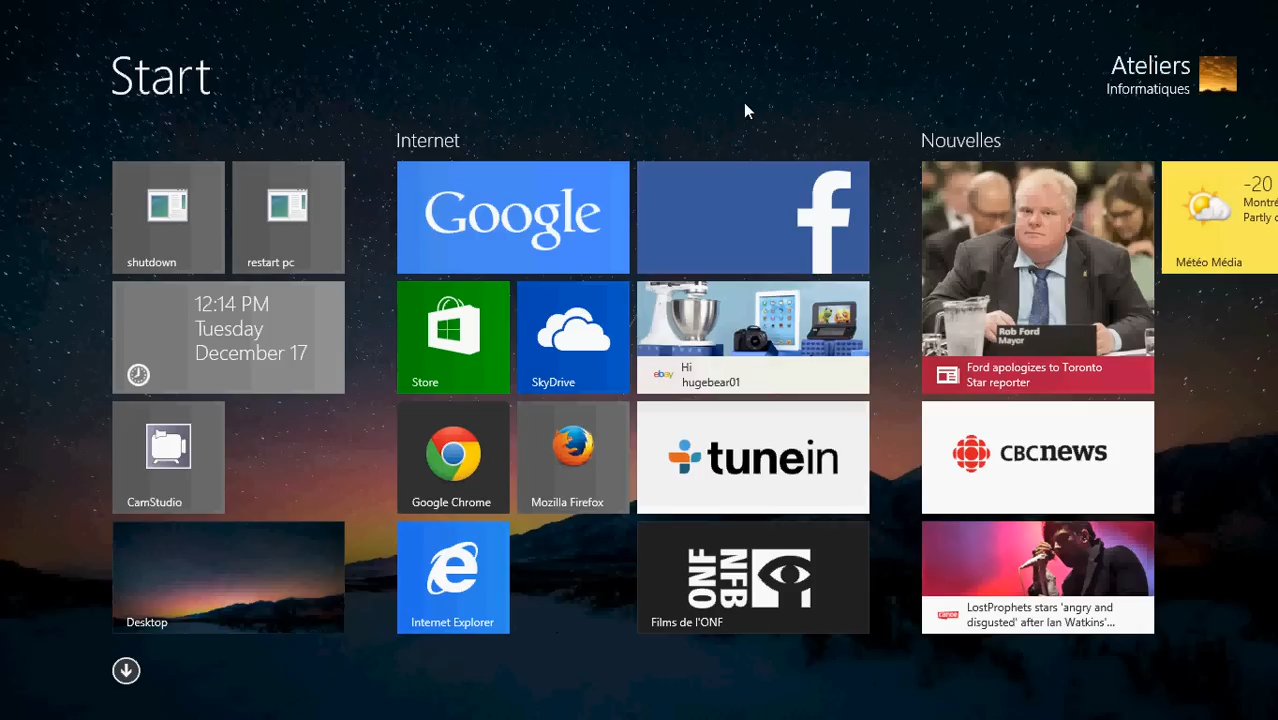 Start
Ateliers
Informatiques
shutdown
restart pc
12:14 PM
Tuesday
December 17
CamStudio
Desktop
Internet
Google
f
Store
SkyDrive
ebay
Hi
hugebear01
Google Chrome
Mozilla Firefox
tunein
Internet Explorer
ONF
NFB
Films de l'ONF
Nouvelles
Rob Ford
Mayor
Ford apologizes to Toronto
Star reporter
CBCnews
canoe
LostProphets stars 'angry and
disgusted' after Ian Watkins'...
-20
Montré
Partly c
Météo Média